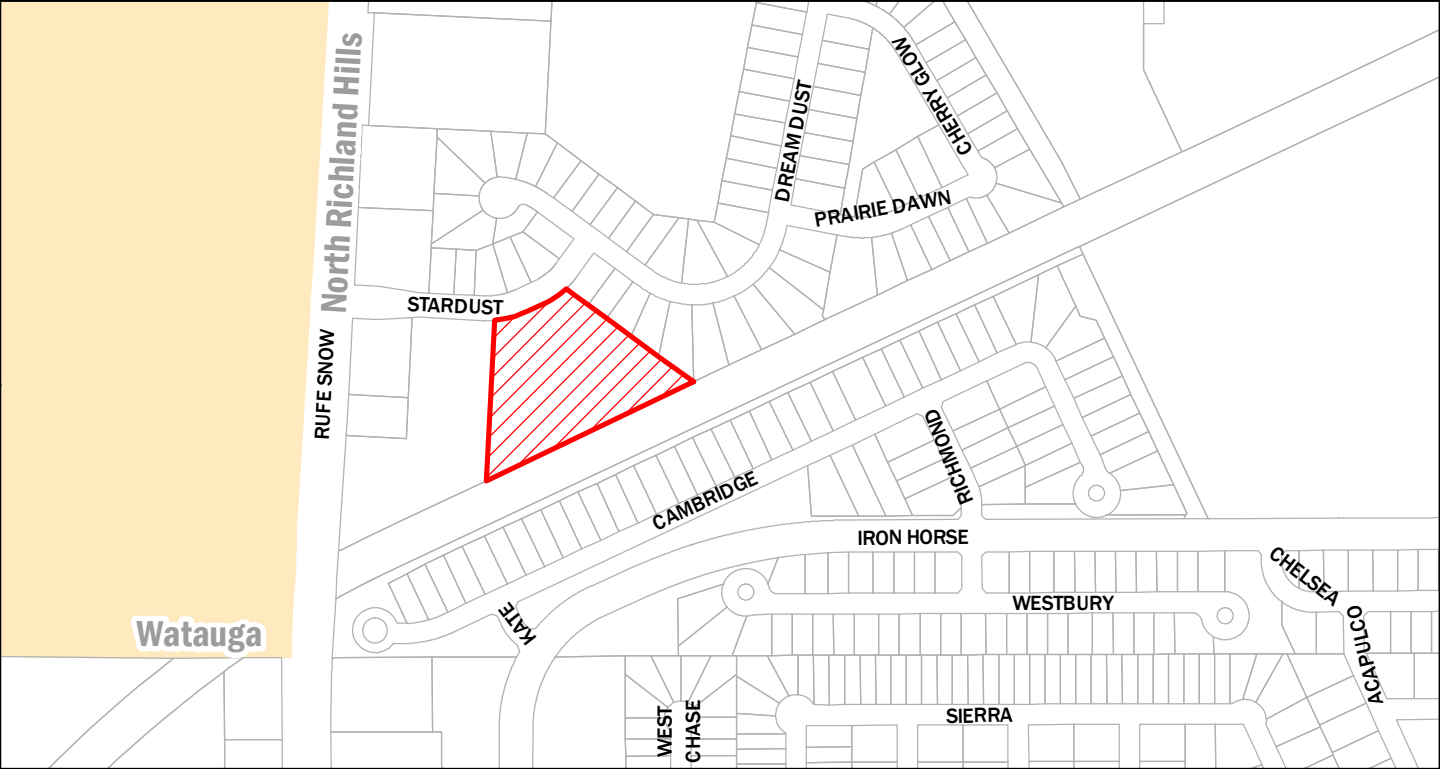 North Richland Hills
CHERRY GLOW
DREAM DUST
PRAIRIE DAWN
STARDUST
RUFE SNOW
RICHMOND
CAMBRIDGE
IRON HORSE
CHELSEA
WESTBURY
KATE
Watauga
ACAPULCO
WEST
CHASE
SIERRA